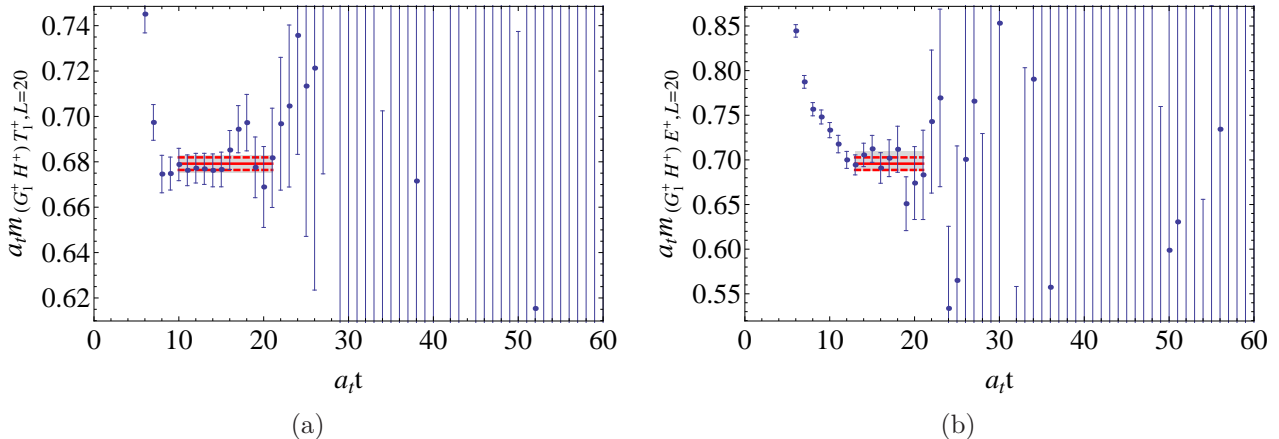 0.74
0.72
0.70
0.68
0.66
0.64
0.62
0 10 20 30 40 50 60
a_t m_{(G_1^+ H^+) T_1^+, L=20}
a_t t
(a)
0.85
0.80
0.75
0.70
0.65
0.60
0.55
0 10 20 30 40 50 60
a_t m_{(G_1^+ H^+) E^+, L=20}
a_t t
(b)